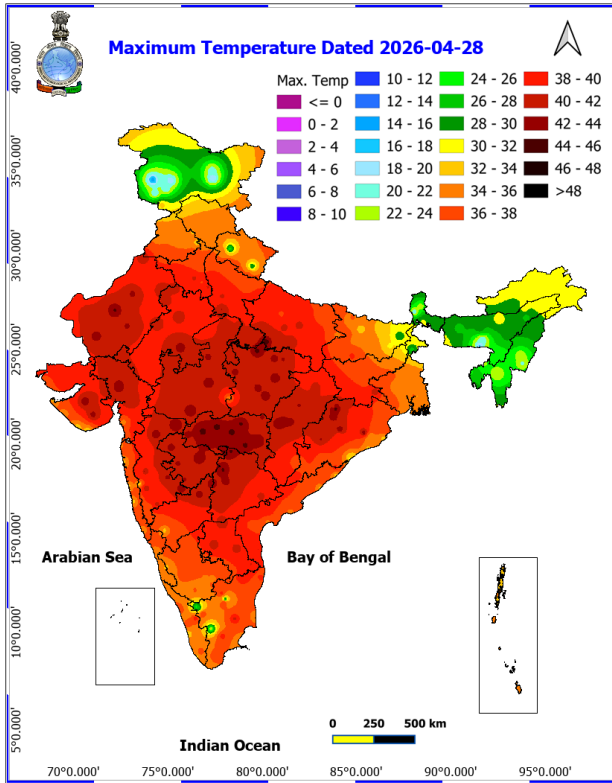 Maximum Temperature Dated 2026-04-28
Max. Temp
<= 0
0 - 2
2 - 4
4 - 6
6 - 8
8 - 10
10 - 12
12 - 14
14 - 16
16 - 18
18 - 20
20 - 22
22 - 24
24 - 26
26 - 28
28 - 30
30 - 32
32 - 34
34 - 36
36 - 38
38 - 40
40 - 42
42 - 44
44 - 46
46 - 48
>48
40°0.000'
35°0.000'
30°0.000'
25°0.000'
20°0.000'
15°0.000'
10°0.000'
5°0.000'
Arabian Sea
Bay of Bengal
Indian Ocean
0 250 500 km
70°0.000' 75°0.000' 80°0.000' 85°0.000' 90°0.000' 95°0.000'